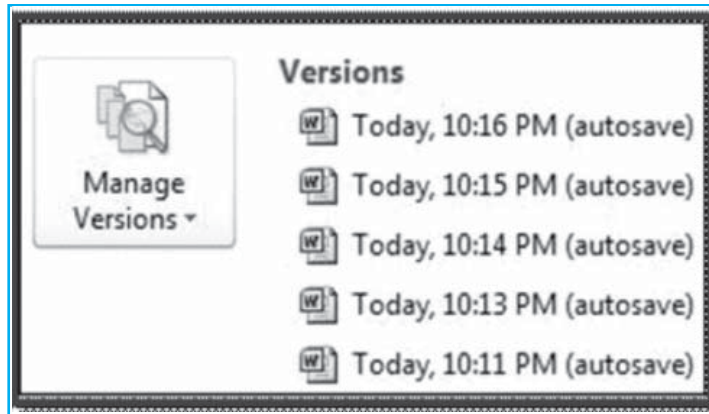 Versions
Today, 10:16 PM (autosave)
Today, 10:15 PM (autosave)
Today, 10:14 PM (autosave)
Today, 10:13 PM (autosave)
Today, 10:11 PM (autosave)
Manage
Versions